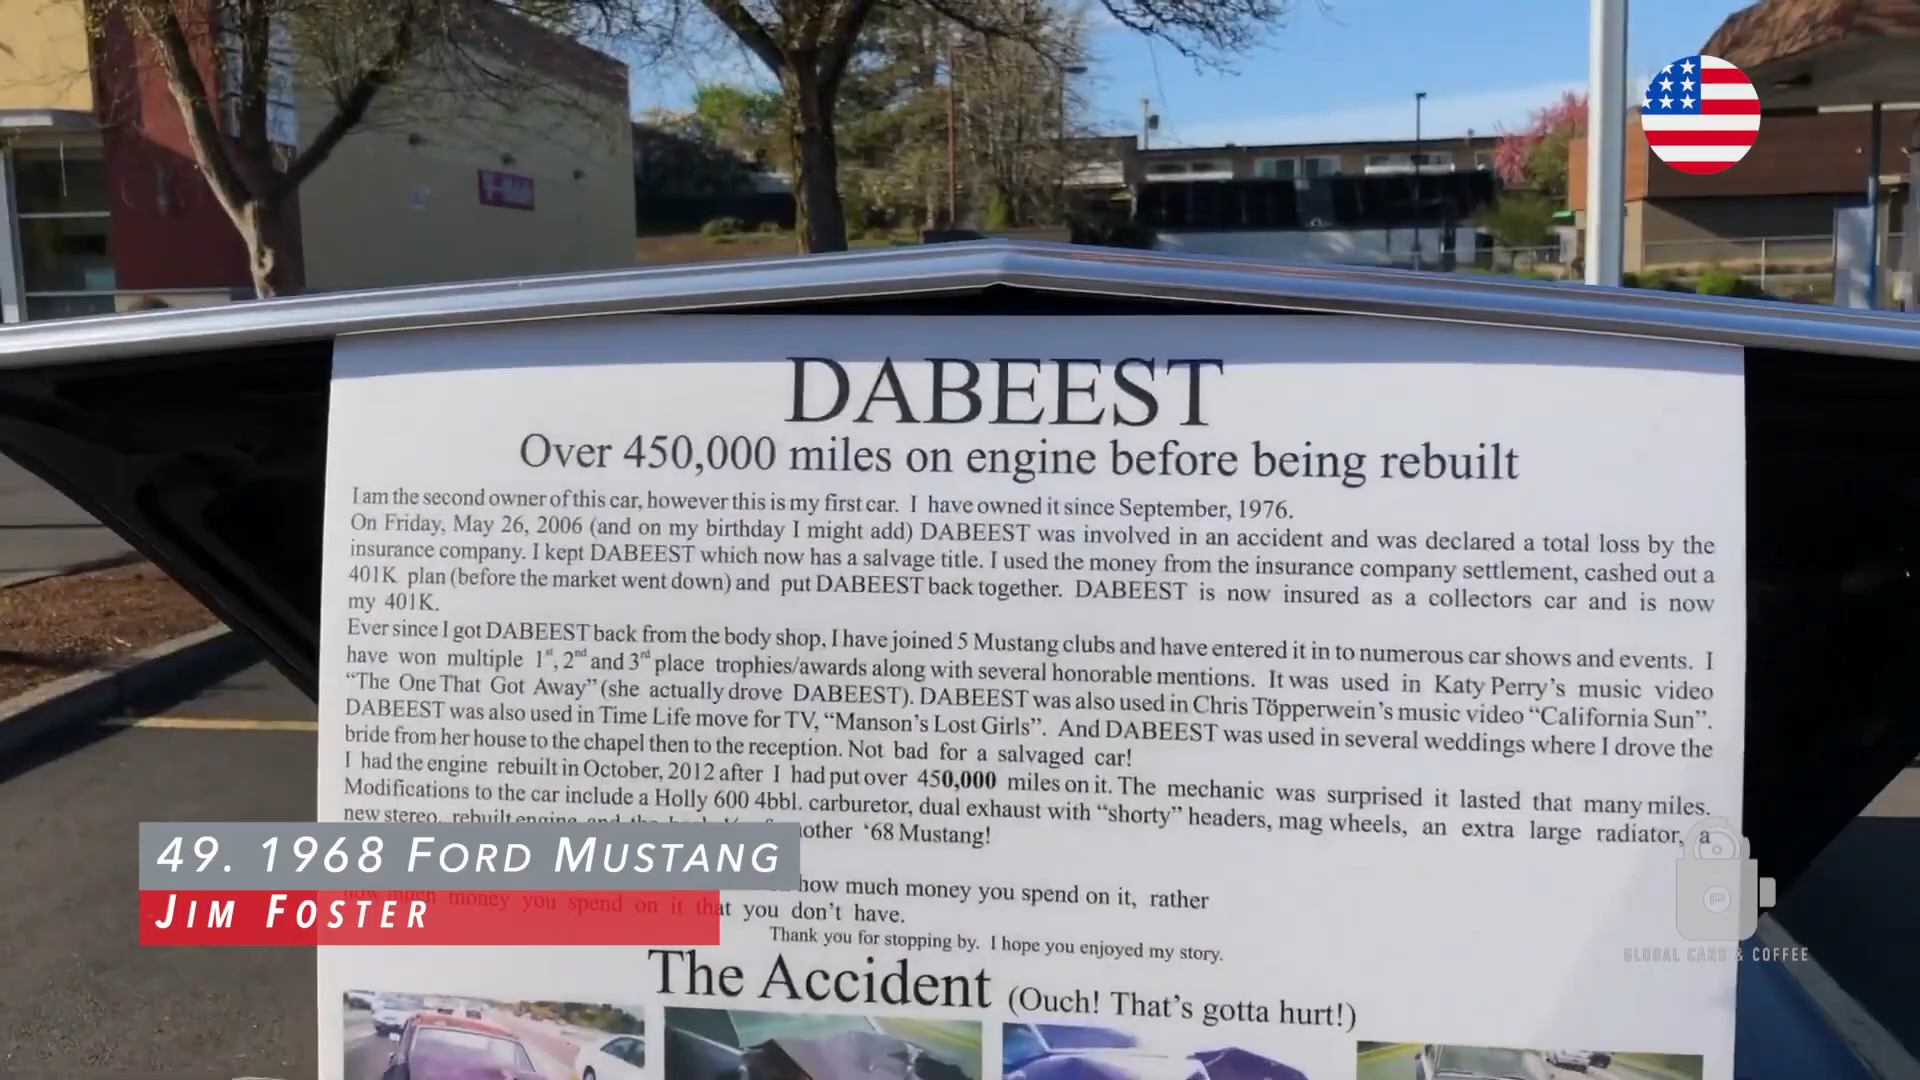 T-Mobile
DABEEST
Over 450,000 miles on engine before being rebuilt
I am the second owner of this car, however this is my first car. I have owned it since September, 1976.
On Friday, May 26, 2006 (and on my birthday I might add) DABEEST was involved in an accident and was declared a total loss by the
insurance company. I kept DABEEST which now has a salvage title. I used the money from the insurance company settlement, cashed out a
401K plan (before the market went down) and put DABEEST back together. DABEEST is now insured as a collectors car and is now
my 401K.
Ever since I got DABEEST back from the body shop, I have joined 5 Mustang clubs and have entered it in to numerous car shows and events. I
have won multiple 1st, 2nd and 3rd place trophies/awards along with several honorable mentions. It was used in Katy Perry's music video
“The One That Got Away” (she actually drove DABEEST). DABEEST was also used in Chris Töpperwein's music video “California Sun”.
DABEEST was also used in Time Life move for TV, “Manson's Lost Girls”. And DABEEST was used in several weddings where I drove the
bride from her house to the chapel then to the reception. Not bad for a salvaged car!
I had the engine rebuilt in October, 2012 after I had put over 450,000 miles on it. The mechanic was surprised it lasted that many miles.
Modifications to the car include a Holly 600 4bbl. carburetor, dual exhaust with “shorty” headers, mag wheels, an extra large radiator, a
new stereo, rebuilt engine and the other ‘68 Mustang!
49. 1968 FORD MUSTANG
how much money you spend on it, rather
how much money you spend on it that you don't have.
JIM FOSTER
Thank you for stopping by. I hope you enjoyed my story.
GLOBAL CARS & COFFEE
The Accident (Ouch! That's gotta hurt!)